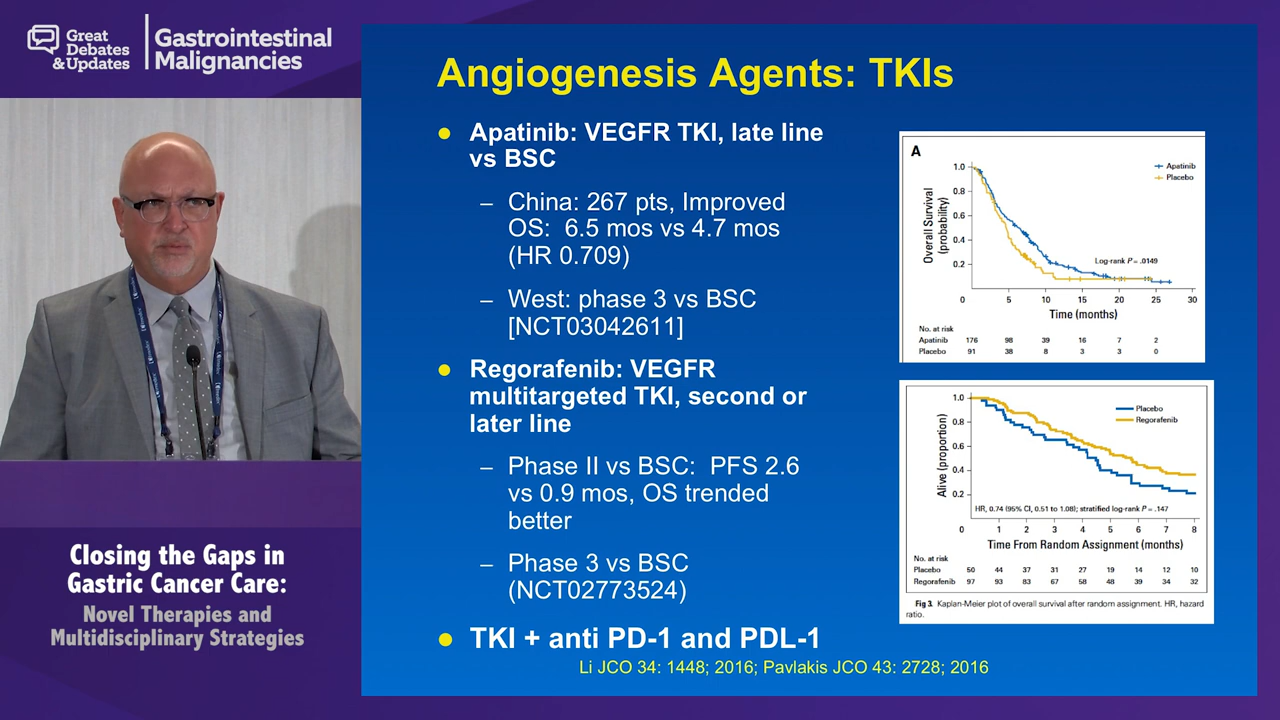 Great
Debates
& Updates
Gastrointestinal
Malignancies
Angiogenesis Agents: TKIs
● Apatinib: VEGFR TKI, late line
vs BSC
– China: 267 pts, Improved
OS: 6.5 mos vs 4.7 mos
(HR 0.709)
– West: phase 3 vs BSC
[NCT03042611]
● Regorafenib: VEGFR
multitargeted TKI, second or
later line
– Phase II vs BSC: PFS 2.6
vs 0.9 mos, OS trended
better
– Phase 3 vs BSC
(NCT02773524)
● TKI + anti PD-1 and PDL-1
Li JCO 34: 1448; 2016; Pavlakis JCO 43: 2728; 2016
A
Apatinib
Placebo
Overall Survival
(probability)
1.0
0.8
0.6
0.4
0.2
Log-rank P = .0149
0 5 10 15 20 25 30
Time (months)
No. at risk
Apatinib 176 98 39 16 7 2
Placebo 91 38 8 3 3 0
Placebo
Regorafenib
Alive (proportion)
1.0
0.8
0.6
0.4
0.2
HR, 0.74 (95% CI, 0.51 to 1.08); stratified log-rank P = .147
0 1 2 3 4 5 6 7 8
Time From Random Assignment (months)
No. at risk
Placebo 50 44 37 31 27 19 14 12 10
Regorafenib 97 93 83 67 58 48 39 34 32
Fig 3. Kaplan-Meier plot of overall survival after random assignment. HR, hazard
ratio.
Closing the Gaps in
Gastric Cancer Care:
Novel Therapies and
Multidisciplinary Strategies